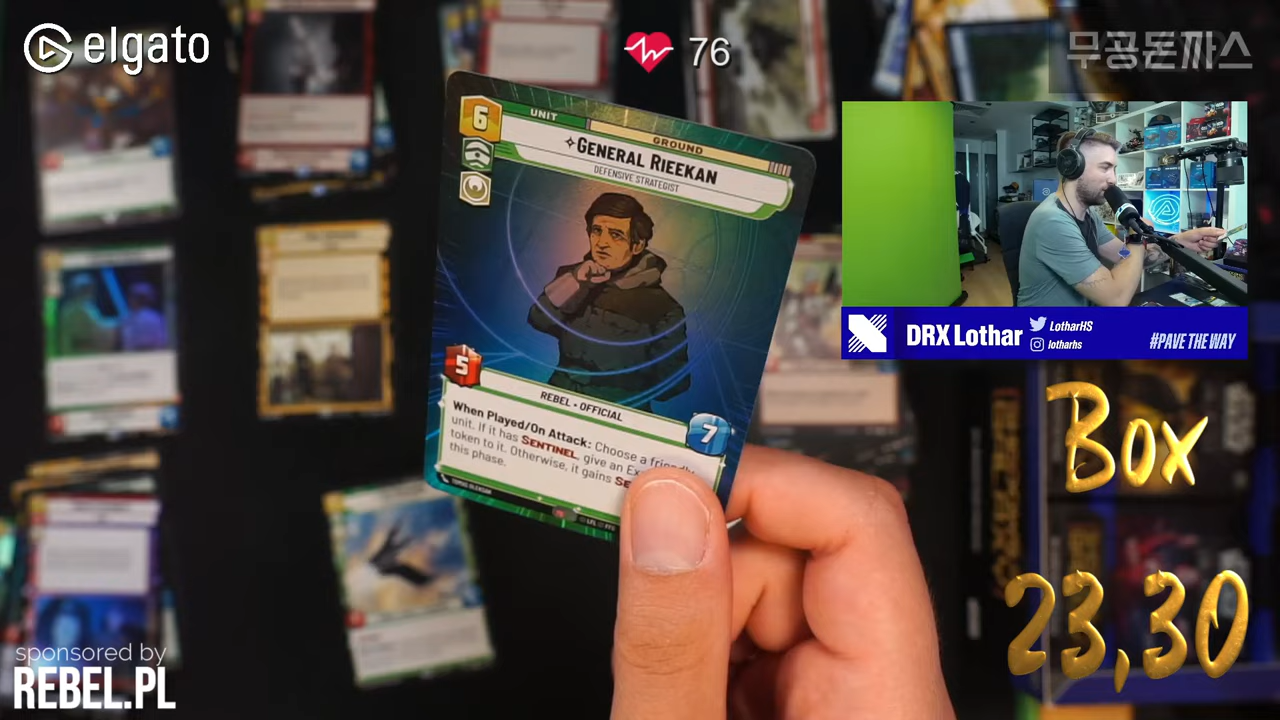 elgato
76
무공돈까스
6
UNIT
GROUND
GENERAL RIEEKAN
DEFENSIVE STRATEGIST
5
REBEL • OFFICIAL
7
When Played/On Attack: Choose a friendly
unit. If it has SENTINEL, give an Ex
token to it. Otherwise, it gains SE
this phase.
DRX Lothar
LotharHS
lotharhs
#PAVE THE WAY
Box
23,30
sponsored by
REBEL.PL